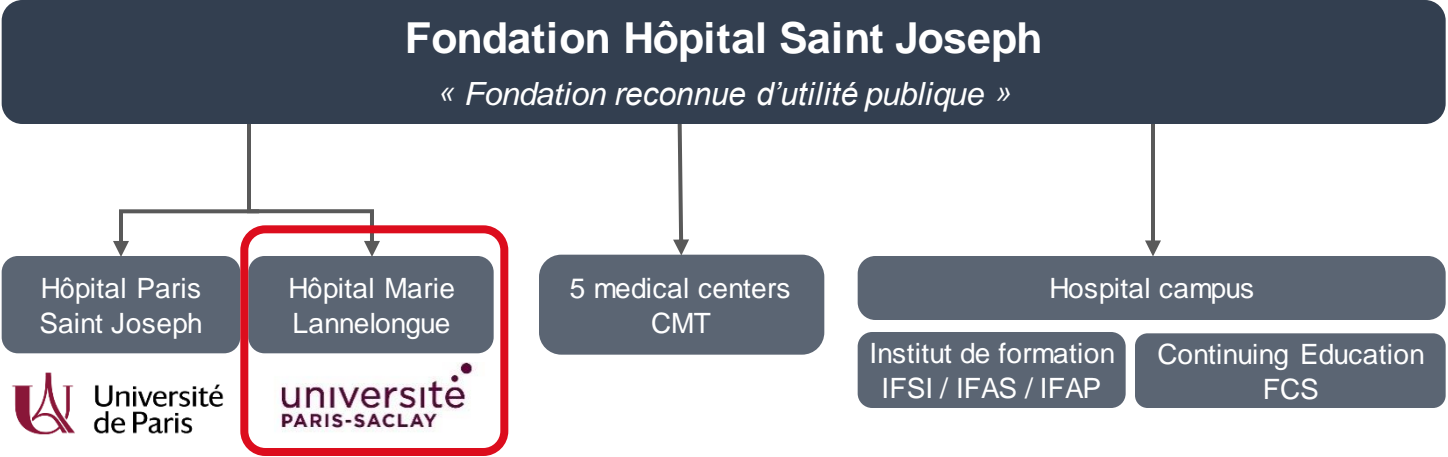 Fondation Hôpital Saint Joseph
« Fondation reconnue d’utilité publique »
Hôpital Paris
Saint Joseph
Hôpital Marie
Lannelongue
5 medical centers
CMT
Hospital campus
Institut de formation
IFSI / IFAS / IFAP
Continuing Education
FCS
Université
de Paris
université
PARIS-SACLAY